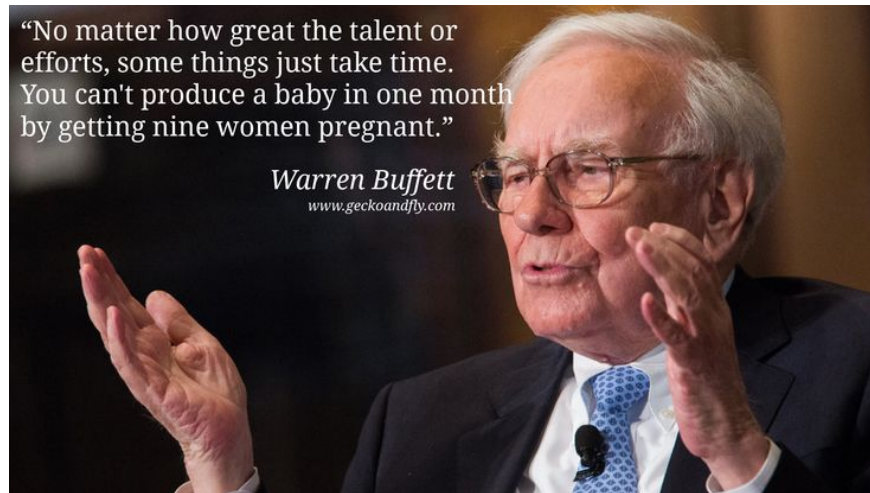 “No matter how great the talent or
efforts, some things just take time.
You can't produce a baby in one month
by getting nine women pregnant.”
Warren Buffett
www.geckoandfly.com